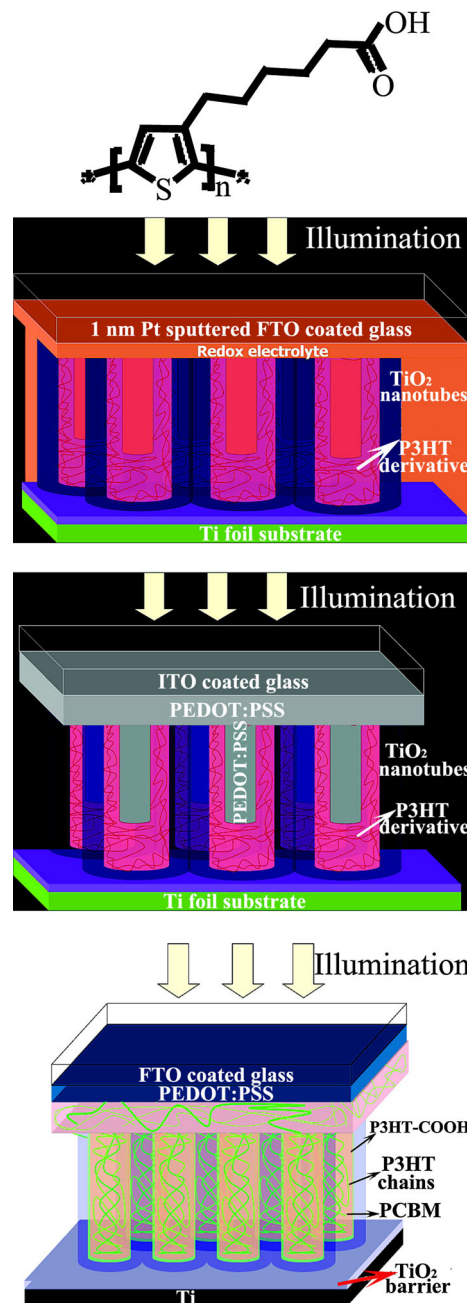 OH
O
S
n
Illumination
1 nm Pt sputtered FTO coated glass
Redox electrolyte
TiO2
nanotubes
P3HT
derivative
Ti foil substrate
Illumination
ITO coated glass
PEDOT:PSS
PEDOT:PSS
TiO2
nanotubes
P3HT
derivative
Ti foil substrate
Illumination
FTO coated glass
PEDOT:PSS
P3HT-COOH
P3HT
chains
PCBM
TiO2
barrier
Ti